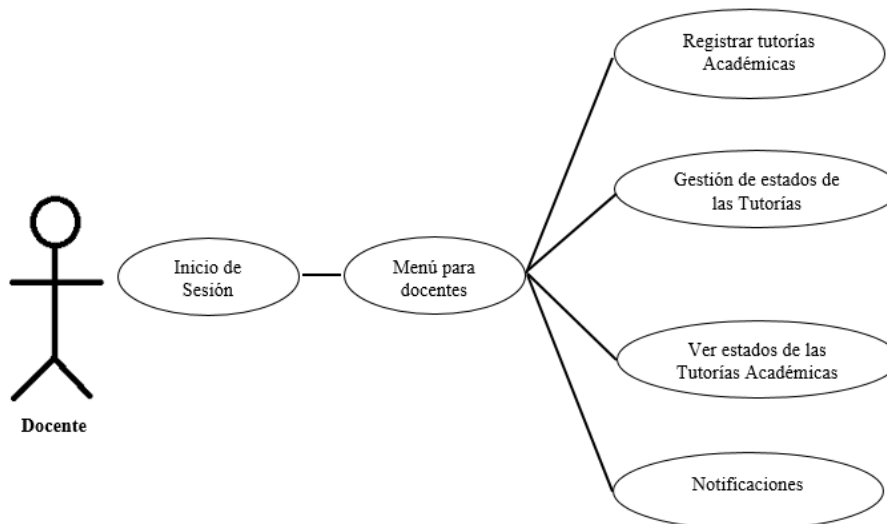 Registrar tutorías
Académicas
Gestión de estados de
las Tutorías
Inicio de
Sesión
Menú para
docentes
Ver estados de las
Tutorías Académicas
Docente
Notificaciones